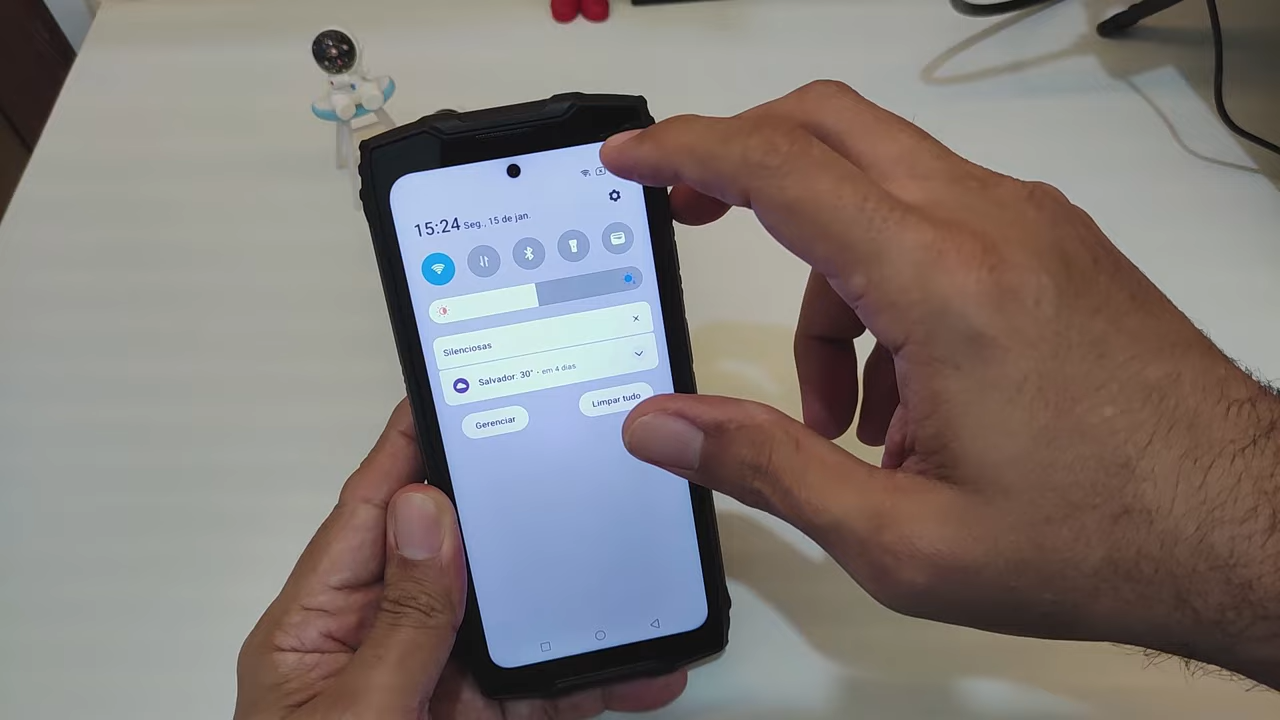 15:24 Seg., 15 de jan.
Silenciosas
Salvador: 30° • em 4 dias
Gerenciar
Limpar tudo